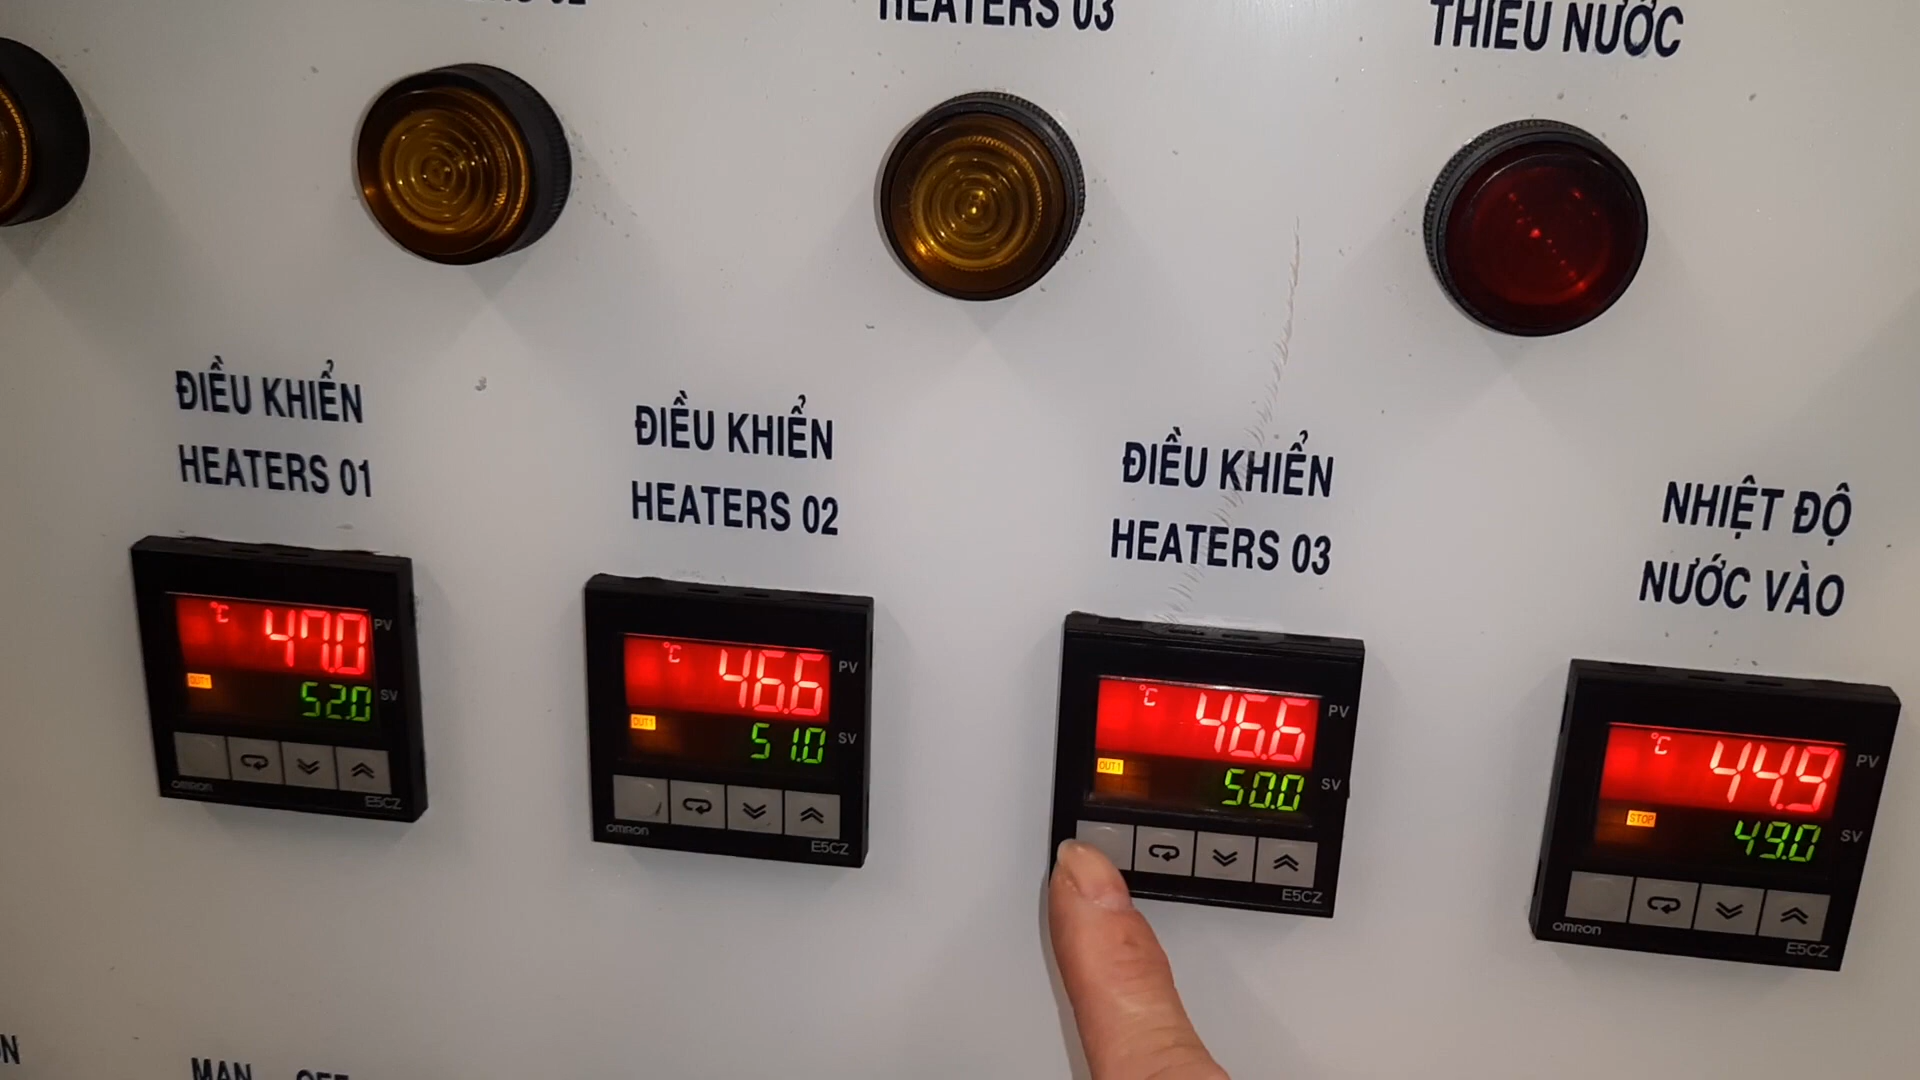 HEATERS 03
THIẾU NƯỚC
ĐIỀU KHIỂN
HEATERS 01
ĐIỀU KHIỂN
HEATERS 02
ĐIỀU KHIỂN
HEATERS 03
NHIỆT ĐỘ
NƯỚC VÀO
°C 47.0 PV
OUT1 52.0 SV
OMRON E5CZ
°C 46.6 PV
OUT1 51.0 SV
OMRON E5CZ
°C 46.6 PV
OUT1 50.0 SV
E5CZ
°C 44.9 PV
STOP 49.0 SV
OMRON E5CZ
MAN OFF